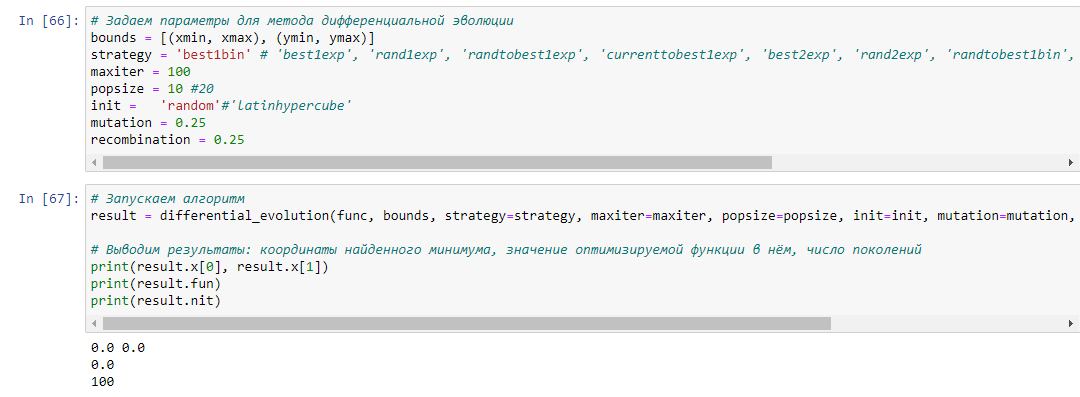 In [66]: # Задаем параметры для метода дифференциальной эволюции
bounds = [(xmin, xmax), (ymin, ymax)]
strategy = 'best1bin' # 'best1exp', 'rand1exp', 'randtobest1exp', 'currenttobest1exp', 'best2exp', 'rand2exp', 'randtobest1bin',
maxiter = 100
popsize = 10 #20
init =   'random'#'latinhypercube'
mutation = 0.25
recombination = 0.25
In [67]: # Запускаем алгоритм
result = differential_evolution(func, bounds, strategy=strategy, maxiter=maxiter, popsize=popsize, init=init, mutation=mutation,
# Выводим результаты: координаты найденного минимума, значение оптимизируемой функции в нём, число поколений
print(result.x[0], result.x[1])
print(result.fun)
print(result.nit)
0.0 0.0
0.0
100